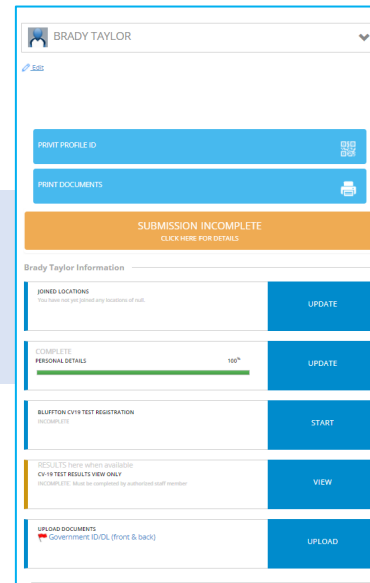 BRADY TAYLOR
Edit
PRIVIT PROFILE ID
PRINT DOCUMENTS
SUBMISSION INCOMPLETE
CLICK HERE FOR DETAILS
Brady Taylor Information
JOINED LOCATIONS
You have not yet joined any locations of null.
UPDATE
COMPLETE
PERSONAL DETAILS
100%
UPDATE
BLUFFTON CV19 TEST REGISTRATION
INCOMPLETE
START
RESULTS here when available
CV-19 TEST RESULTS VIEW ONLY
INCOMPLETE: Must be completed by authorized staff member
VIEW
UPLOAD DOCUMENTS
Government ID/DL (front & back)
UPLOAD